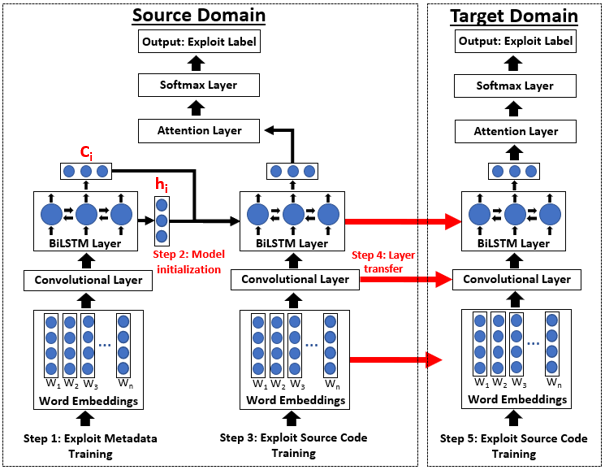 Source Domain
Output: Exploit Label
Softmax Layer
Attention Layer
Ci
hi
BiLSTM Layer
BiLSTM Layer
Step 2: Model
initialization
Step 4: Layer
transfer
Convolutional Layer
Convolutional Layer
...
...
W1 W2 W3 Wn
W1 W2 W3 Wn
Word Embeddings
Word Embeddings
Step 1: Exploit Metadata
Training
Step 3: Exploit Source Code
Training
Target Domain
Output: Exploit Label
Softmax Layer
Attention Layer
BiLSTM Layer
Convolutional Layer
...
W1 W2 W3 Wn
Word Embeddings
Step 5: Exploit Source Code
Training